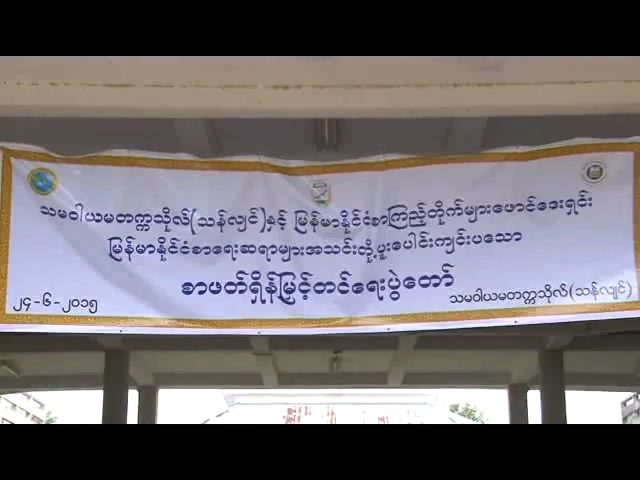 သမဝါယမတက္ကသိုလ်(သန်လျင်)နှင့် မြန်မာနိုင်ငံစာကြည့်တိုက်များဖောင်ဒေးရှင်း
မြန်မာနိုင်ငံစာရေးဆရာများအသင်းတို့ပူးပေါင်းကျင်းပသော
စာဖတ်ရှိန်မြှင့်တင်ရေးပွဲတော်
၂၄-၆-၂၀၁၅
သမဝါယမတက္ကသိုလ်(သန်လျင်)